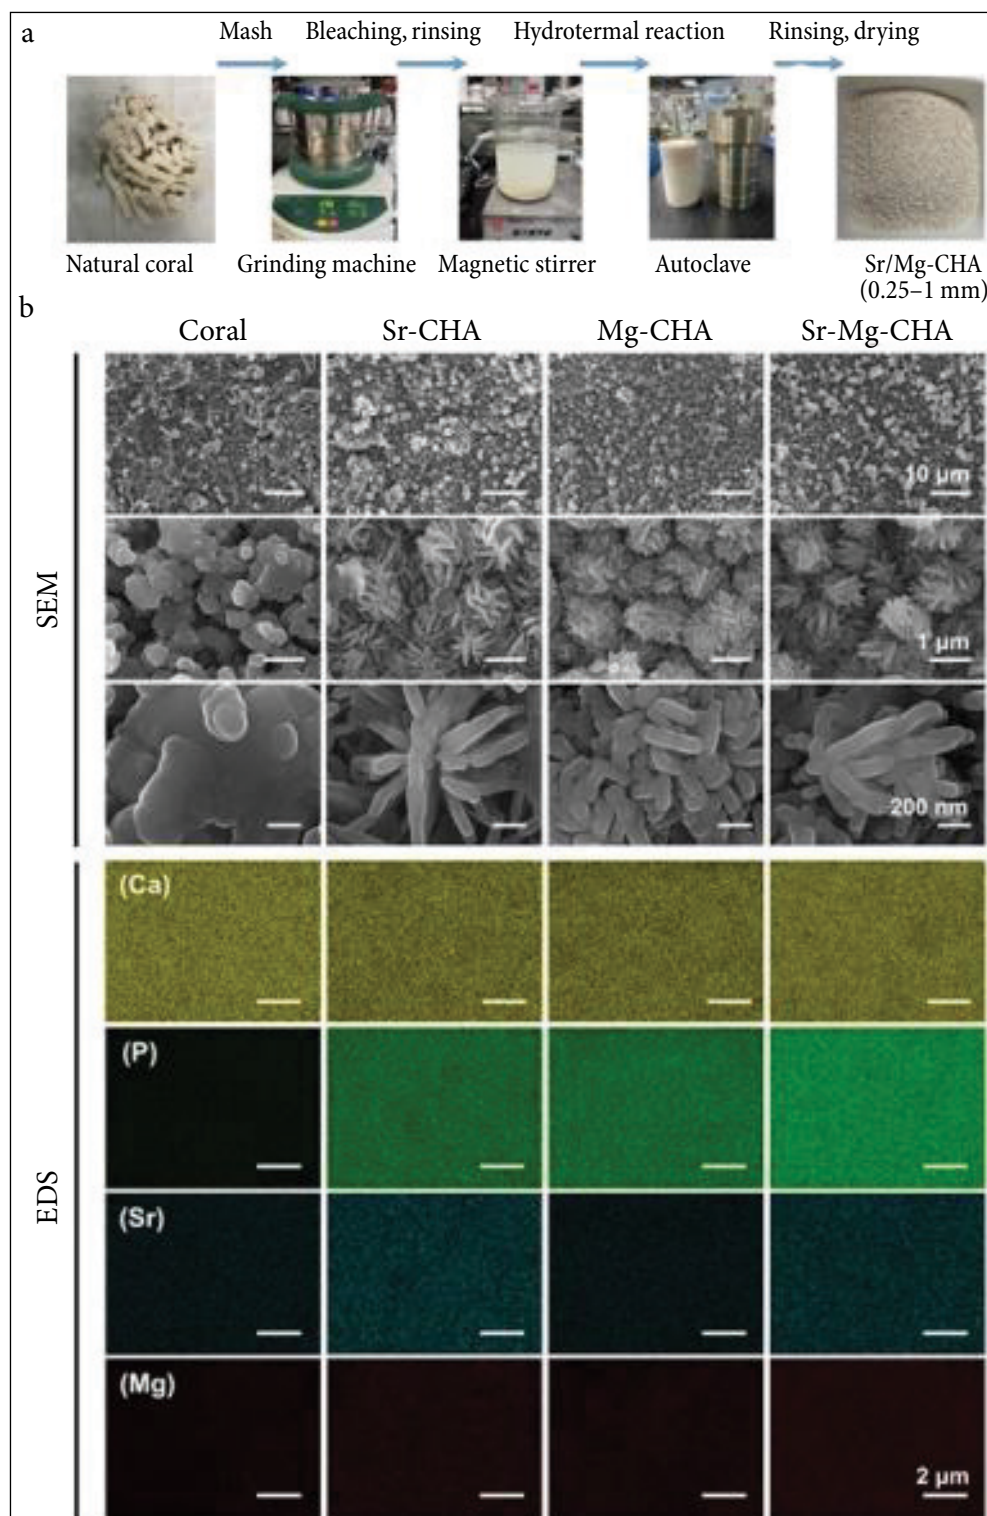 a
Mash
Bleaching, rinsing
Hydrotermal reaction
Rinsing, drying
Natural coral
Grinding machine
Magnetic stirrer
Autoclave
Sr/Mg-CHA
(0.25–1 mm)
b
Coral
Sr-CHA
Mg-CHA
Sr-Mg-CHA
SEM
10 µm
1 µm
200 nm
EDS
(Ca)
(P)
(Sr)
(Mg)
2 µm